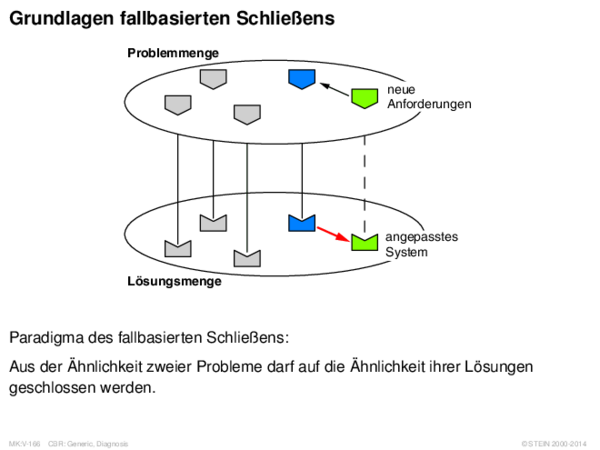 Grundlagen fallbasierten Schließens
Problemmenge
neue
Anforderungen
angepasstes
System
Lösungsmenge
Paradigma des fallbasierten Schließens:
Aus der Ähnlichkeit zweier Probleme darf auf die Ähnlichkeit ihrer Lösungen
geschlossen werden.
MK:V-166 CBR: Generic, Diagnosis
© STEIN 2000-2014